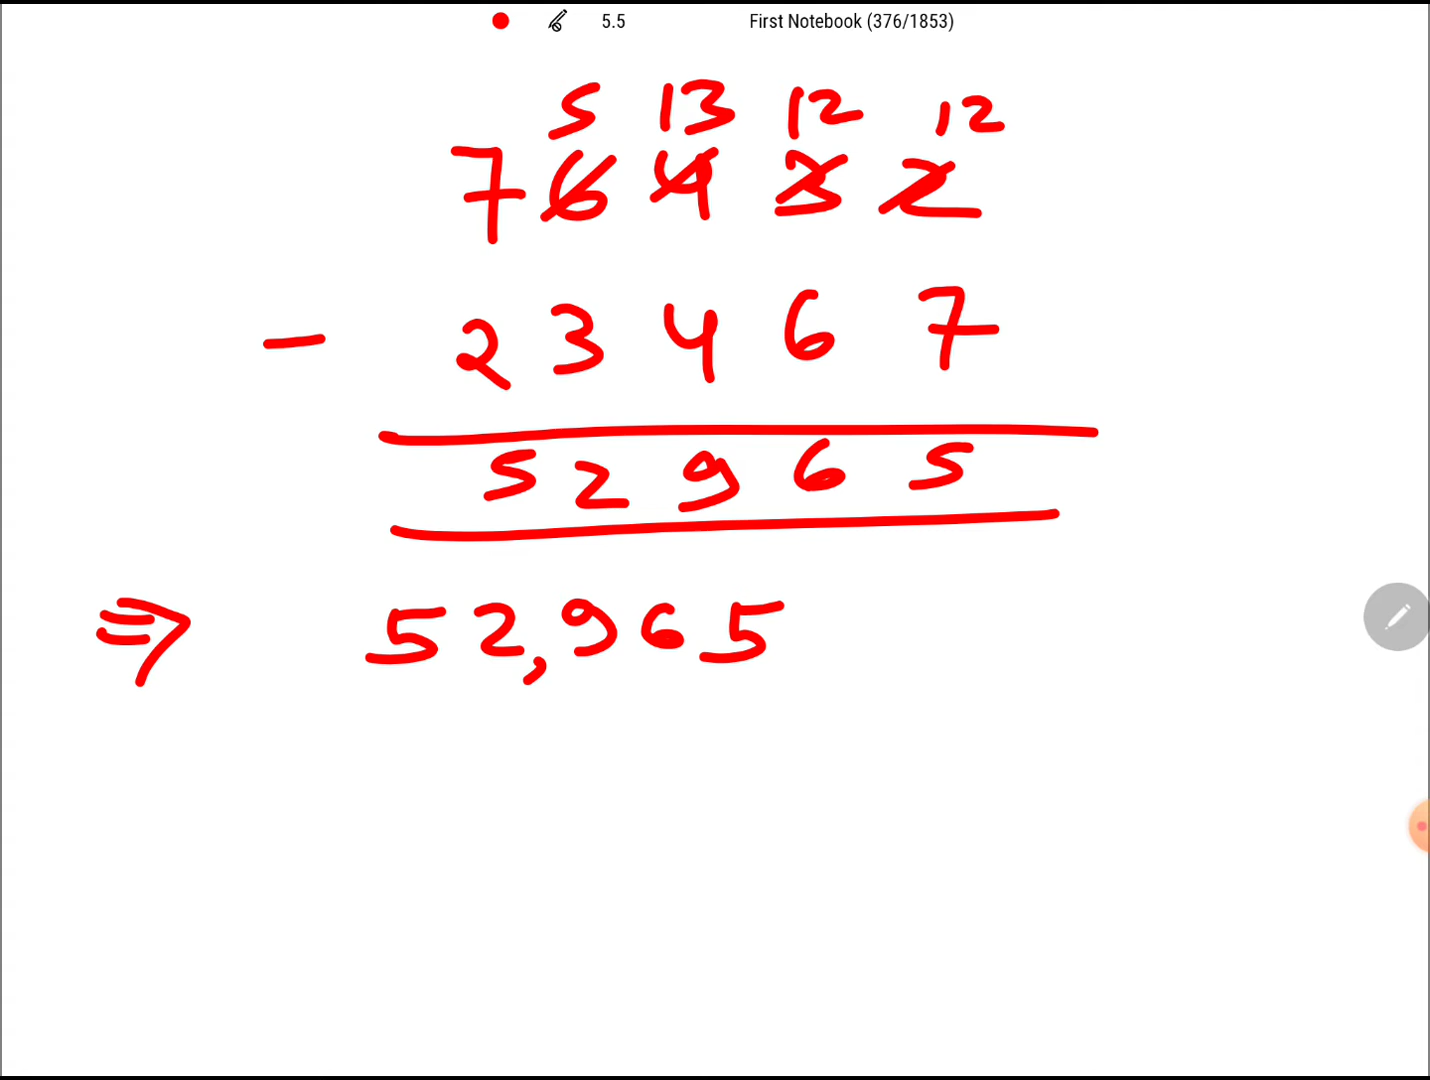 5.5 First Notebook (376/1853)
5 13 12 12
7 6 4 3 2
- 2 3 4 6 7
5 2 9 6 5
⇒ 52,965